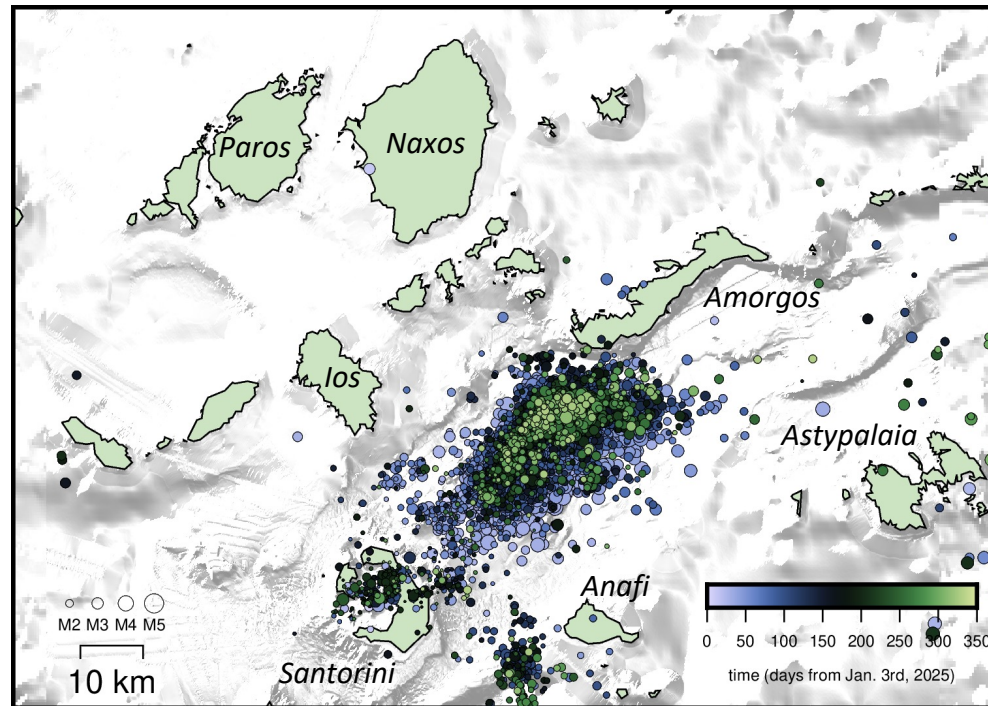 Paros
Naxos
Amorgos
Ios
Astypalaia
Anafi
Santorini
M2 M3 M4 M5
10 km
0 50 100 150 200 250 300 350
time (days from Jan. 3rd, 2025)